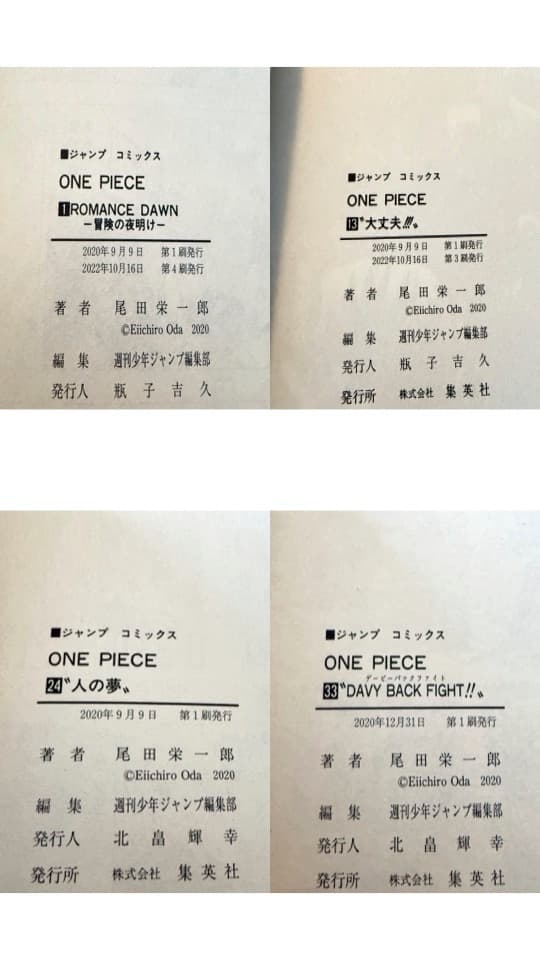 ■ジャンプ コミックス
ONE PIECE
1 ROMANCE DAWN
―冒険の夜明け―
2020年9月9日 第1刷発行
2022年10月16日 第4刷発行
著者 尾田栄一郎
©Eiichiro Oda 2020
編集 週刊少年ジャンプ編集部
発行人 瓶子吉久
■ジャンプ コミックス
ONE PIECE
13 〝大丈夫!!!〟
2020年9月9日 第1刷発行
2022年10月16日 第3刷発行
著者 尾田栄一郎
©Eiichiro Oda 2020
編集 週刊少年ジャンプ編集部
発行人 瓶子吉久
発行所 株式会社 集英社
■ジャンプ コミックス
ONE PIECE
24 〝人の夢〟
2020年9月9日 第1刷発行
著者 尾田栄一郎
©Eiichiro Oda 2020
編集 週刊少年ジャンプ編集部
発行人 北畠輝幸
発行所 株式会社 集英社
■ジャンプ コミックス
ONE PIECE
デービーバックファイト
33 〝DAVY BACK FIGHT!!〟
2020年12月31日 第1刷発行
著者 尾田栄一郎
©Eiichiro Oda 2020
編集 週刊少年ジャンプ編集部
発行人 北畠輝幸
発行所 株式会社 集英社